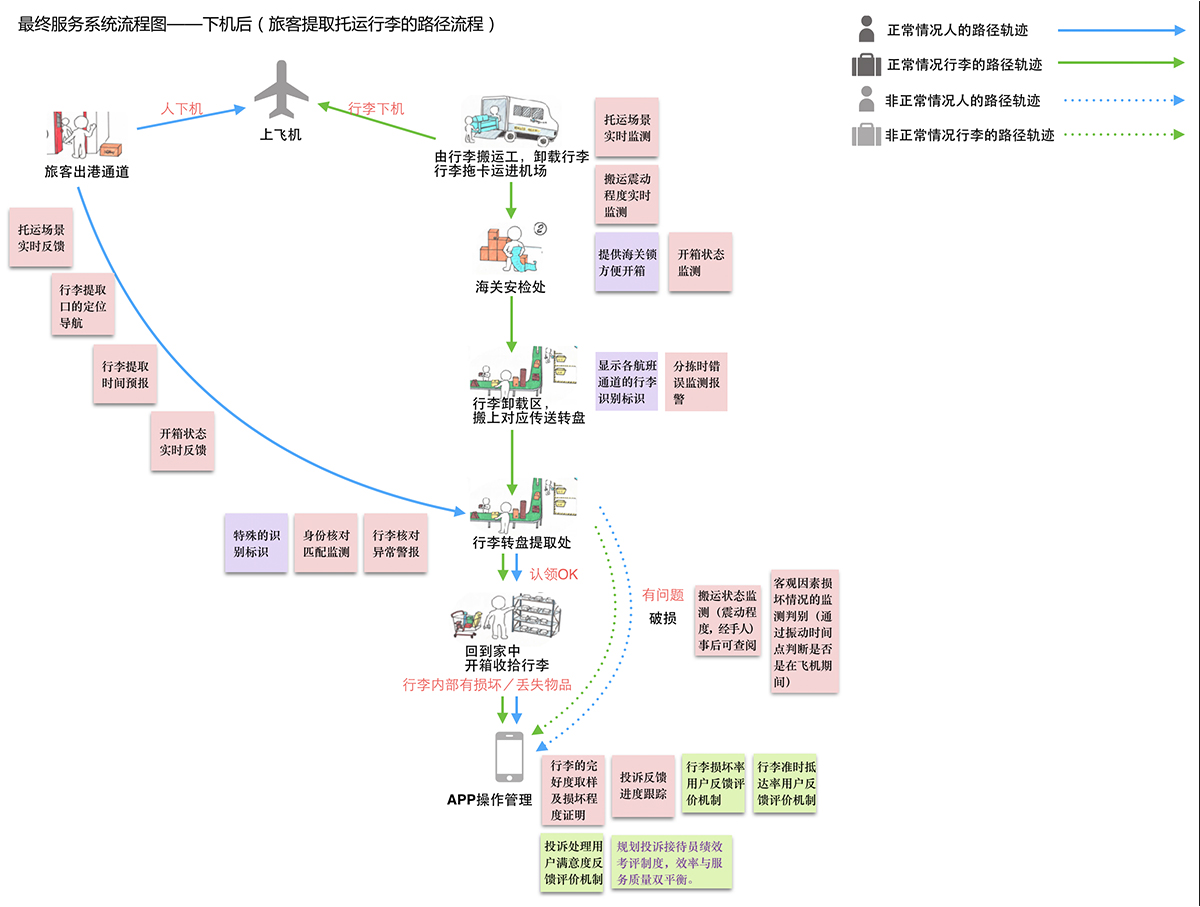 最终服务系统流程图——下机后（旅客提取托运行李的路径流程）
正常情况人的路径轨迹
正常情况行李的路径轨迹
非正常情况人的路径轨迹
非正常情况行李的路径轨迹
人下机
行李下机
上飞机
旅客出港通道
由行李搬运工，卸载行李
行李拖卡运进机场
托运场景
实时监测
搬运震动
程度实时
监测
托运场景
实时反馈
行李提取
口的定位
导航
行李提取
时间预报
开箱状态
实时反馈
②
海关安检处
提供海关锁
方便开箱
开箱状态
监测
行李卸载区，
搬上对应传送转盘
显示各航班
通道的行李
识别标识
分拣时错
误监测报
警
特殊的识
别标识
身份核对
匹配监测
行李核对
异常警报
行李转盘提取处
认领OK
有问题
破损
搬运状态监
测（震动程
度，经手人）
事后可查阅
客观因素损
坏情况的监
测判别（通
过振动时间
点判断是否
是在飞机期
间）
回到家中
开箱收拾行李
行李内部有损坏／丢失物品
APP操作管理
行李的完
好度取样
及损坏程
度证明
投诉反馈
进度跟踪
行李损坏率
用户反馈评
价机制
行李准时抵
达率用户反
馈评价机制
投诉处理用
户满意度反
馈评价机制
规划投诉接待员绩效
考评制度，效率与服
务质量双平衡。